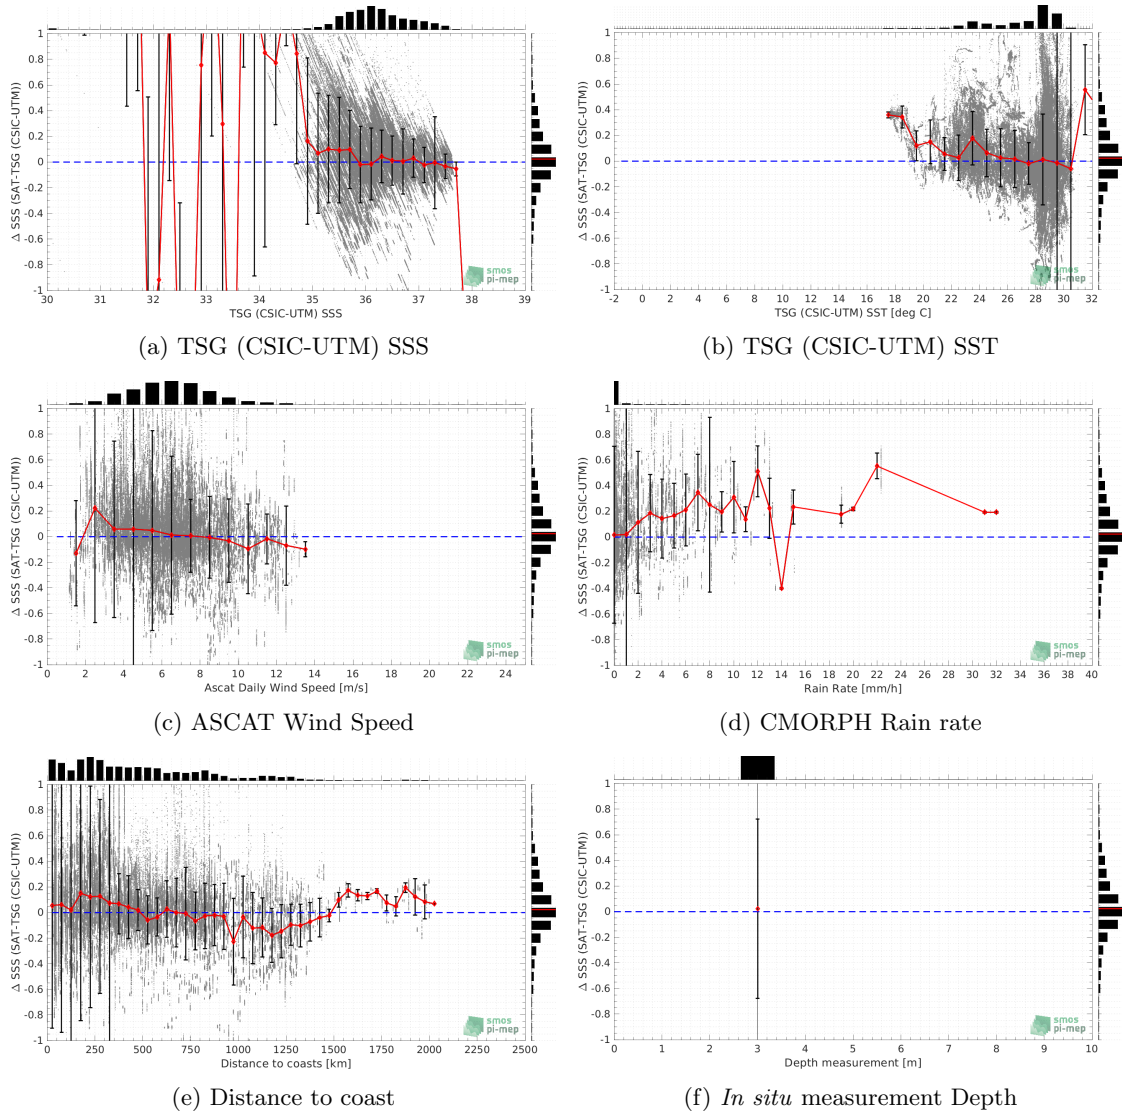 Δ SSS (SAT-TSG (CSIC-UTM))
1
0.8
0.6
0.4
0.2
0
-0.2
-0.4
-0.6
-0.8
-1
30 31 32 33 34 35 36 37 38 39
TSG (CSIC-UTM) SSS
smos
pi-mep
(a) TSG (CSIC-UTM) SSS
Δ SSS (SAT-TSG (CSIC-UTM))
1
0.8
0.6
0.4
0.2
0
-0.2
-0.4
-0.6
-0.8
-1
-2 0 2 4 6 8 10 12 14 16 18 20 22 24 26 28 30 32
TSG (CSIC-UTM) SST [deg C]
smos
pi-mep
(b) TSG (CSIC-UTM) SST
Δ SSS (SAT-TSG (CSIC-UTM))
1
0.8
0.6
0.4
0.2
0
-0.2
-0.4
-0.6
-0.8
-1
0 2 4 6 8 10 12 14 16 18 20 22 24
Ascat Daily Wind Speed [m/s]
smos
pi-mep
(c) ASCAT Wind Speed
Δ SSS (SAT-TSG (CSIC-UTM))
1
0.8
0.6
0.4
0.2
0
-0.2
-0.4
-0.6
-0.8
-1
0 2 4 6 8 10 12 14 16 18 20 22 24 26 28 30 32 34 36 38 40
Rain Rate [mm/h]
smos
pi-mep
(d) CMORPH Rain rate
Δ SSS (SAT-TSG (CSIC-UTM))
1
0.8
0.6
0.4
0.2
0
-0.2
-0.4
-0.6
-0.8
-1
0 250 500 750 1000 1250 1500 1750 2000 2250 2500
Distance to coasts [km]
smos
pi-mep
(e) Distance to coast
Δ SSS (SAT-TSG (CSIC-UTM))
1
0.8
0.6
0.4
0.2
0
-0.2
-0.4
-0.6
-0.8
-1
0 1 2 3 4 5 6 7 8 9 10
Depth measurement [m]
smos
pi-mep
(f) In situ measurement Depth